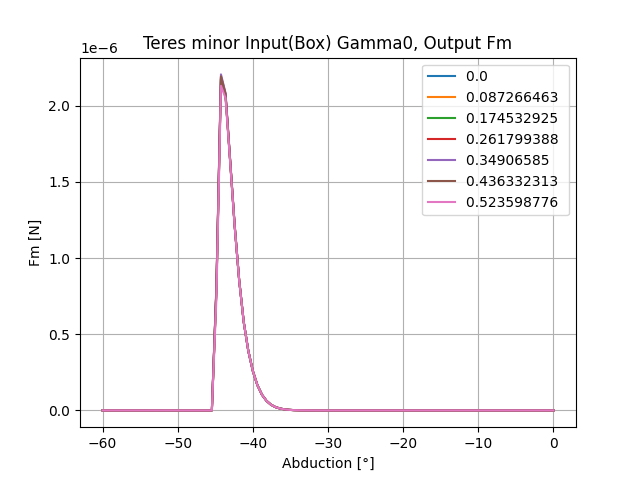 Teres minor Input(Box) Gamma0, Output Fm
1e−6
2.0
1.5
1.0
0.5
0.0
Fm [N]
0.0
0.087266463
0.174532925
0.261799388
0.34906585
0.436332313
0.523598776
−60 −50 −40 −30 −20 −10 0
Abduction [°]